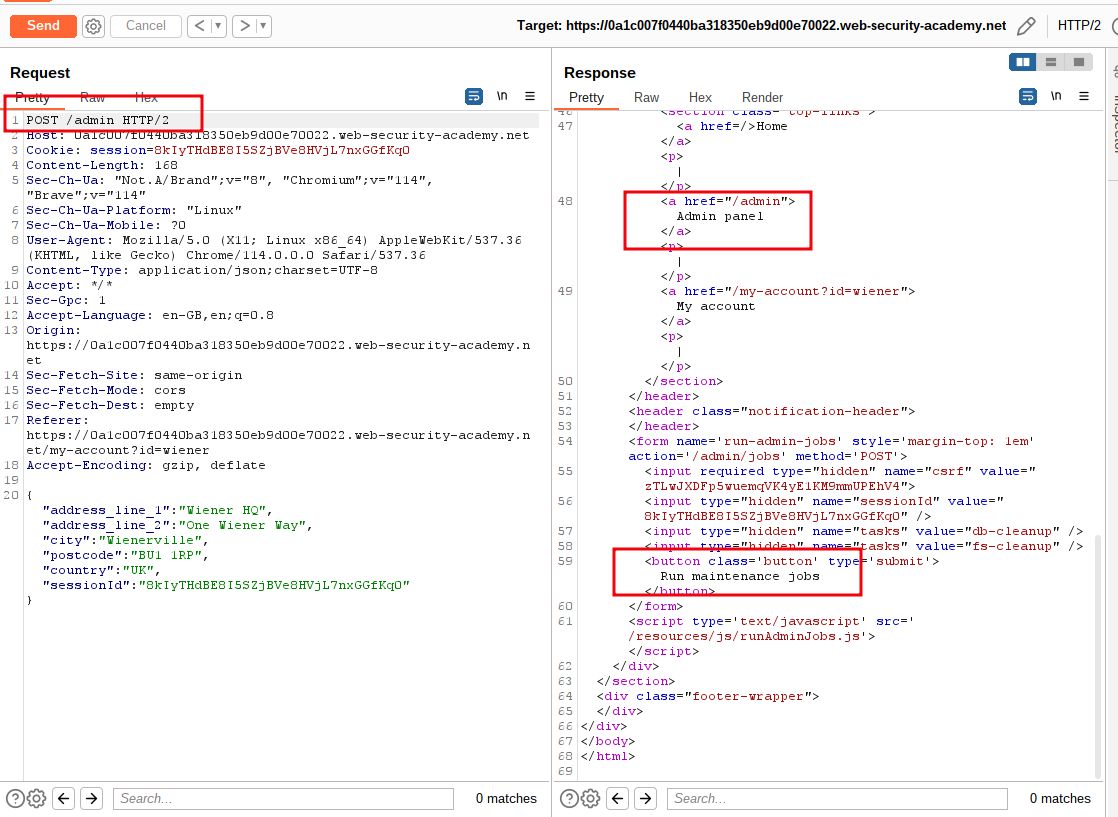 Send
Cancel
Target: https://0a1c007f0440ba318350eb9d00e70022.web-security-academy.net
HTTP/2
Request
Pretty Raw Hex
\n
1 POST /admin HTTP/2
2 Host: 0a1c007f0440ba318350eb9d00e70022.web-security-academy.net
3 Cookie: session=8kIyTHdBE8I5SZjBVe8HVjL7nxGGfKqO
4 Content-Length: 168
5 Sec-Ch-Ua: "Not.A/Brand";v="8", "Chromium";v="114",
"Brave";v="114"
6 Sec-Ch-Ua-Platform: "Linux"
7 Sec-Ch-Ua-Mobile: ?0
8 User-Agent: Mozilla/5.0 (X11; Linux x86_64) AppleWebKit/537.36
(KHTML, like Gecko) Chrome/114.0.0.0 Safari/537.36
9 Content-Type: application/json;charset=UTF-8
10 Accept: */*
11 Sec-Gpc: 1
12 Accept-Language: en-GB,en;q=0.8
13 Origin:
https://0a1c007f0440ba318350eb9d00e70022.web-security-academy.n
et
14 Sec-Fetch-Site: same-origin
15 Sec-Fetch-Mode: cors
16 Sec-Fetch-Dest: empty
17 Referer:
https://0a1c007f0440ba318350eb9d00e70022.web-security-academy.n
et/my-account?id=wiener
18 Accept-Encoding: gzip, deflate
19
20 {
"address_line_1":"Wiener HQ",
"address_line_2":"One Wiener Way",
"city":"Wienerville",
"postcode":"BU1 1RP",
"country":"UK",
"sessionId":"8kIyTHdBE8I5SZjBVe8HVjL7nxGGfKqO"
}
Search...
0 matches
Response
Pretty Raw Hex Render
\n
46 <section class="top-links">
47 <a href=/>Home
</a>
<p>
|
</p>
48 <a href="/admin">
Admin panel
</a>
<p>
|
</p>
49 <a href="/my-account?id=wiener">
My account
</a>
<p>
|
</p>
50 </section>
51 </header>
52 <header class="notification-header">
53 </header>
54 <form name='run-admin-jobs' style='margin-top: 1em'
action='/admin/jobs' method='POST'>
55 <input required type="hidden" name="csrf" value="
zTLwJXDFp5wuemqVK4yE1KM9mmUPEhV4">
56 <input type="hidden" name="sessionId" value="
8kIyTHdBE8I5SZjBVe8HVjL7nxGGfKqO" />
57 <input type="hidden" name="tasks" value="db-cleanup" />
58 <input type="hidden" name="tasks" value="fs-cleanup" />
59 <button class='button' type='submit'>
Run maintenance jobs
</button>
60 </form>
61 <script type='text/javascript' src='
/resources/js/runAdminJobs.js'>
</script>
62 </div>
63 </section>
64 <div class="footer-wrapper">
65 </div>
66 </div>
67 </body>
68 </html>
69
Search...
0 matches